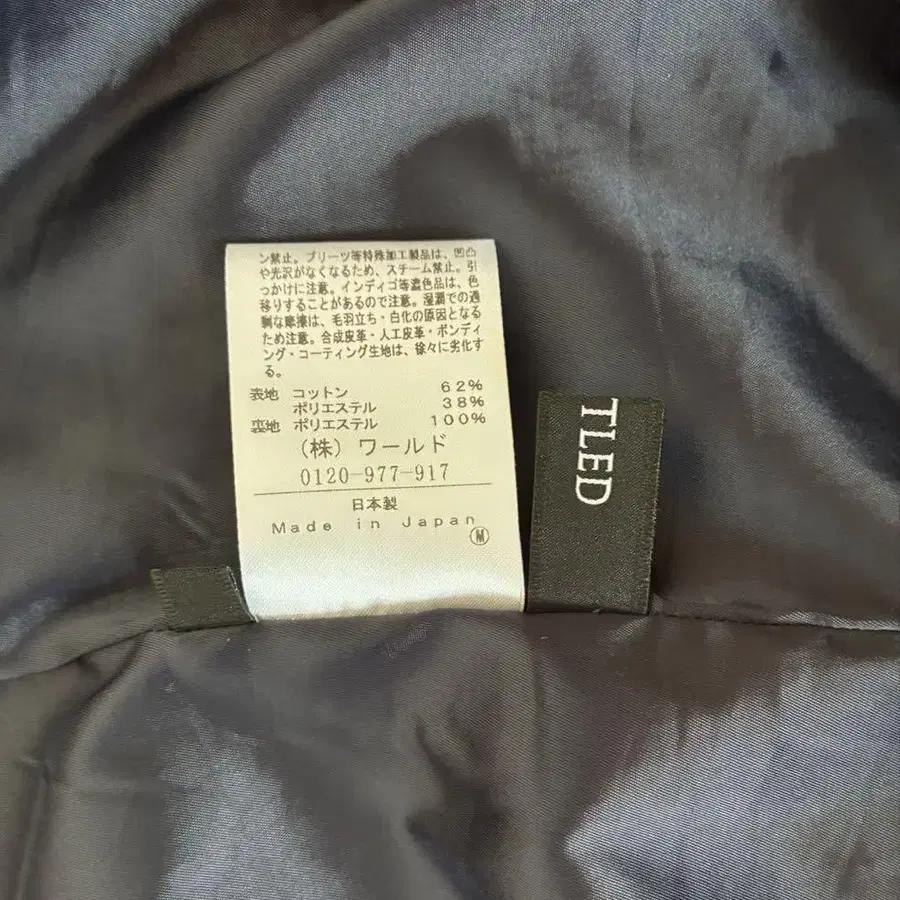 ン禁止。プリーツ等特殊加工製品は、凹凸
や光沢がなくなるため、スチーム禁止。引
っかけに注意。インディゴ等濃色品は、色
移りすることがあるので注意。湿潤での過
剰な摩擦は、毛羽立ち・白化の原因となる
ため注意。合成皮革・人工皮革・ボンディ
ング・コーティング生地は、徐々に劣化す
る。
表地 コットン 62%
ポリエステル 38%
裏地 ポリエステル 100%
(株) ワールド
0120-977-917
日本製
Made in Japan
M
TLED